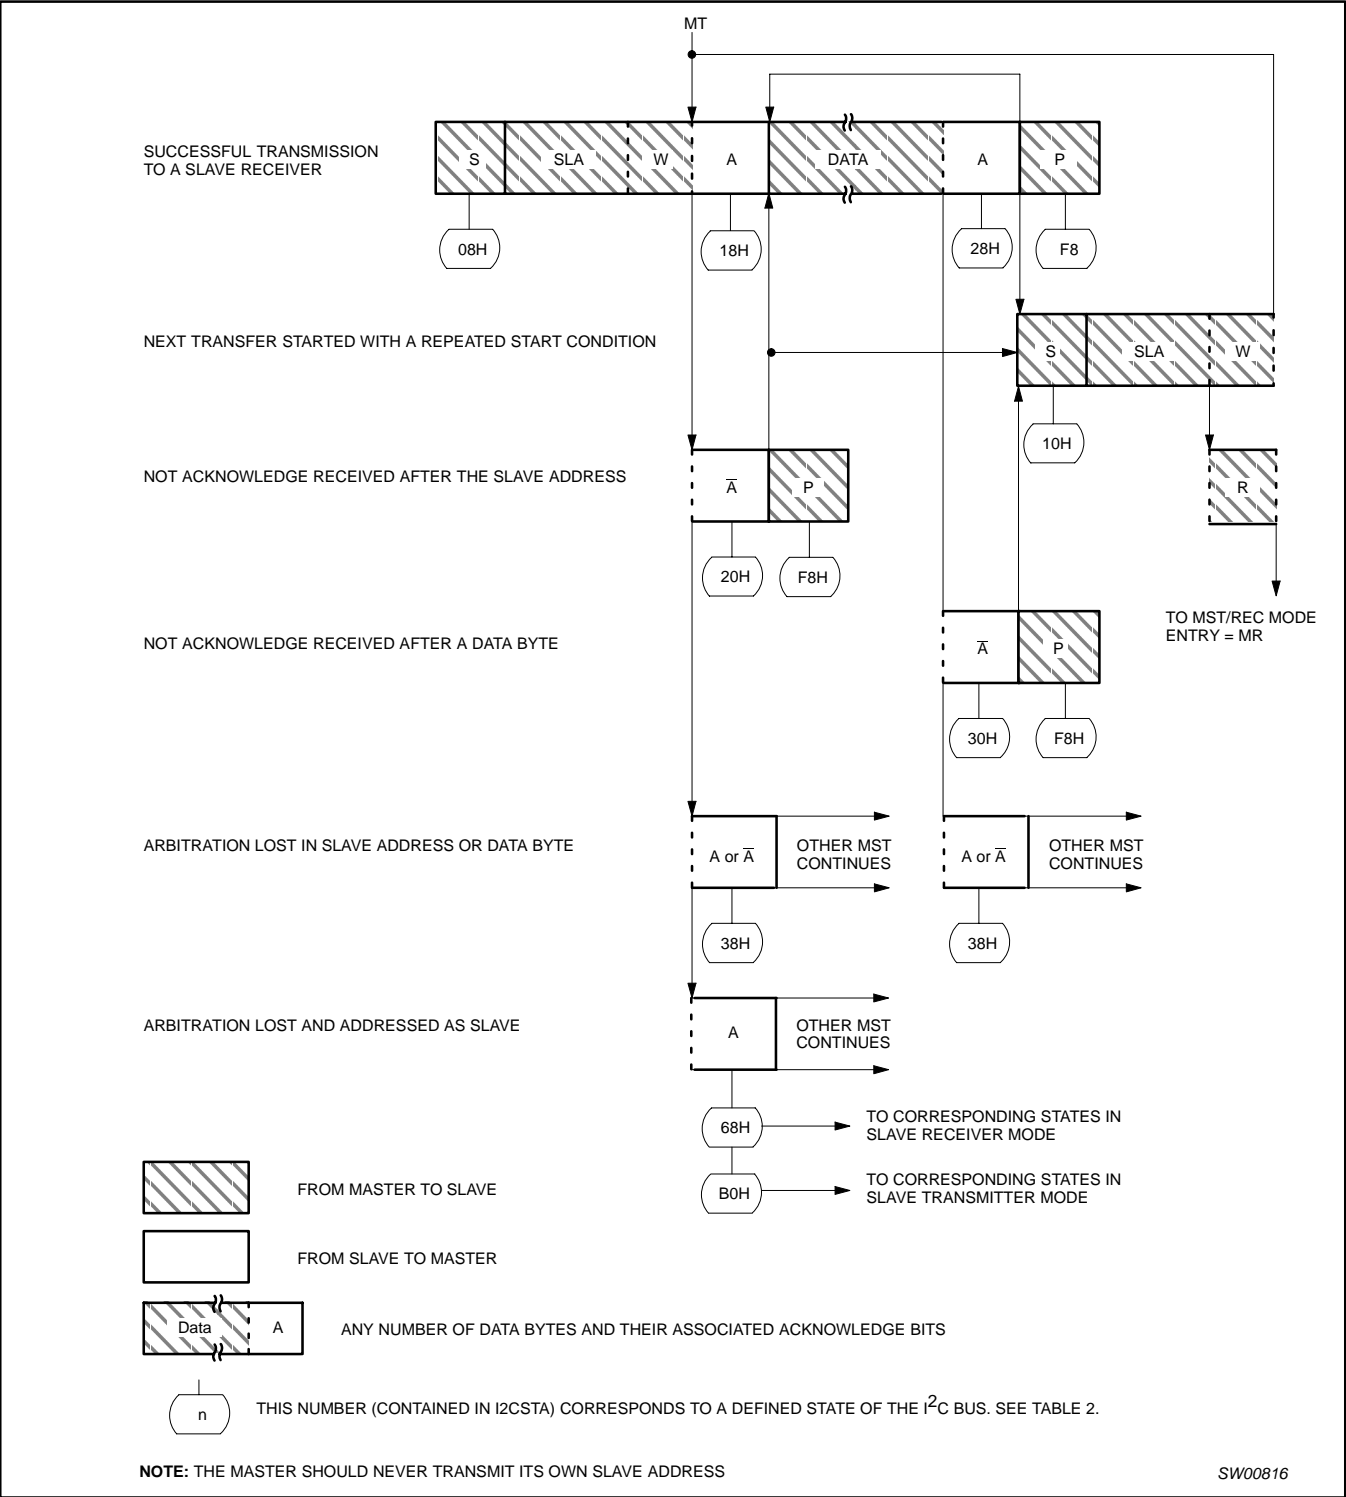 MT
SUCCESSFUL TRANSMISSION
TO A SLAVE RECEIVER
S SLA W A DATA A P
08H 18H 28H F8
NEXT TRANSFER STARTED WITH A REPEATED START CONDITION
S SLA W
10H
NOT ACKNOWLEDGE RECEIVED AFTER THE SLAVE ADDRESS
A̅ P
R
20H F8H
TO MST/REC MODE
ENTRY = MR
NOT ACKNOWLEDGE RECEIVED AFTER A DATA BYTE
A̅ P
30H F8H
ARBITRATION LOST IN SLAVE ADDRESS OR DATA BYTE
A or A̅
OTHER MST
CONTINUES
A or A̅
OTHER MST
CONTINUES
38H 38H
ARBITRATION LOST AND ADDRESSED AS SLAVE
A
OTHER MST
CONTINUES
68H
TO CORRESPONDING STATES IN
SLAVE RECEIVER MODE
B0H
TO CORRESPONDING STATES IN
SLAVE TRANSMITTER MODE
FROM MASTER TO SLAVE
FROM SLAVE TO MASTER
Data A
ANY NUMBER OF DATA BYTES AND THEIR ASSOCIATED ACKNOWLEDGE BITS
n
THIS NUMBER (CONTAINED IN I2CSTA) CORRESPONDS TO A DEFINED STATE OF THE I²C BUS. SEE TABLE 2.
NOTE: THE MASTER SHOULD NEVER TRANSMIT ITS OWN SLAVE ADDRESS
SW00816